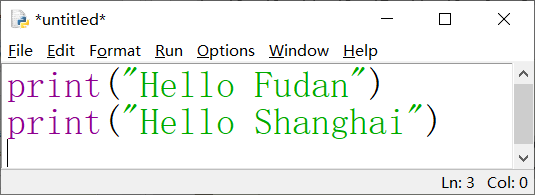 *untitled*
File Edit Format Run Options Window Help
print("Hello Fudan")
print("Hello Shanghai")
Ln: 3 Col: 0